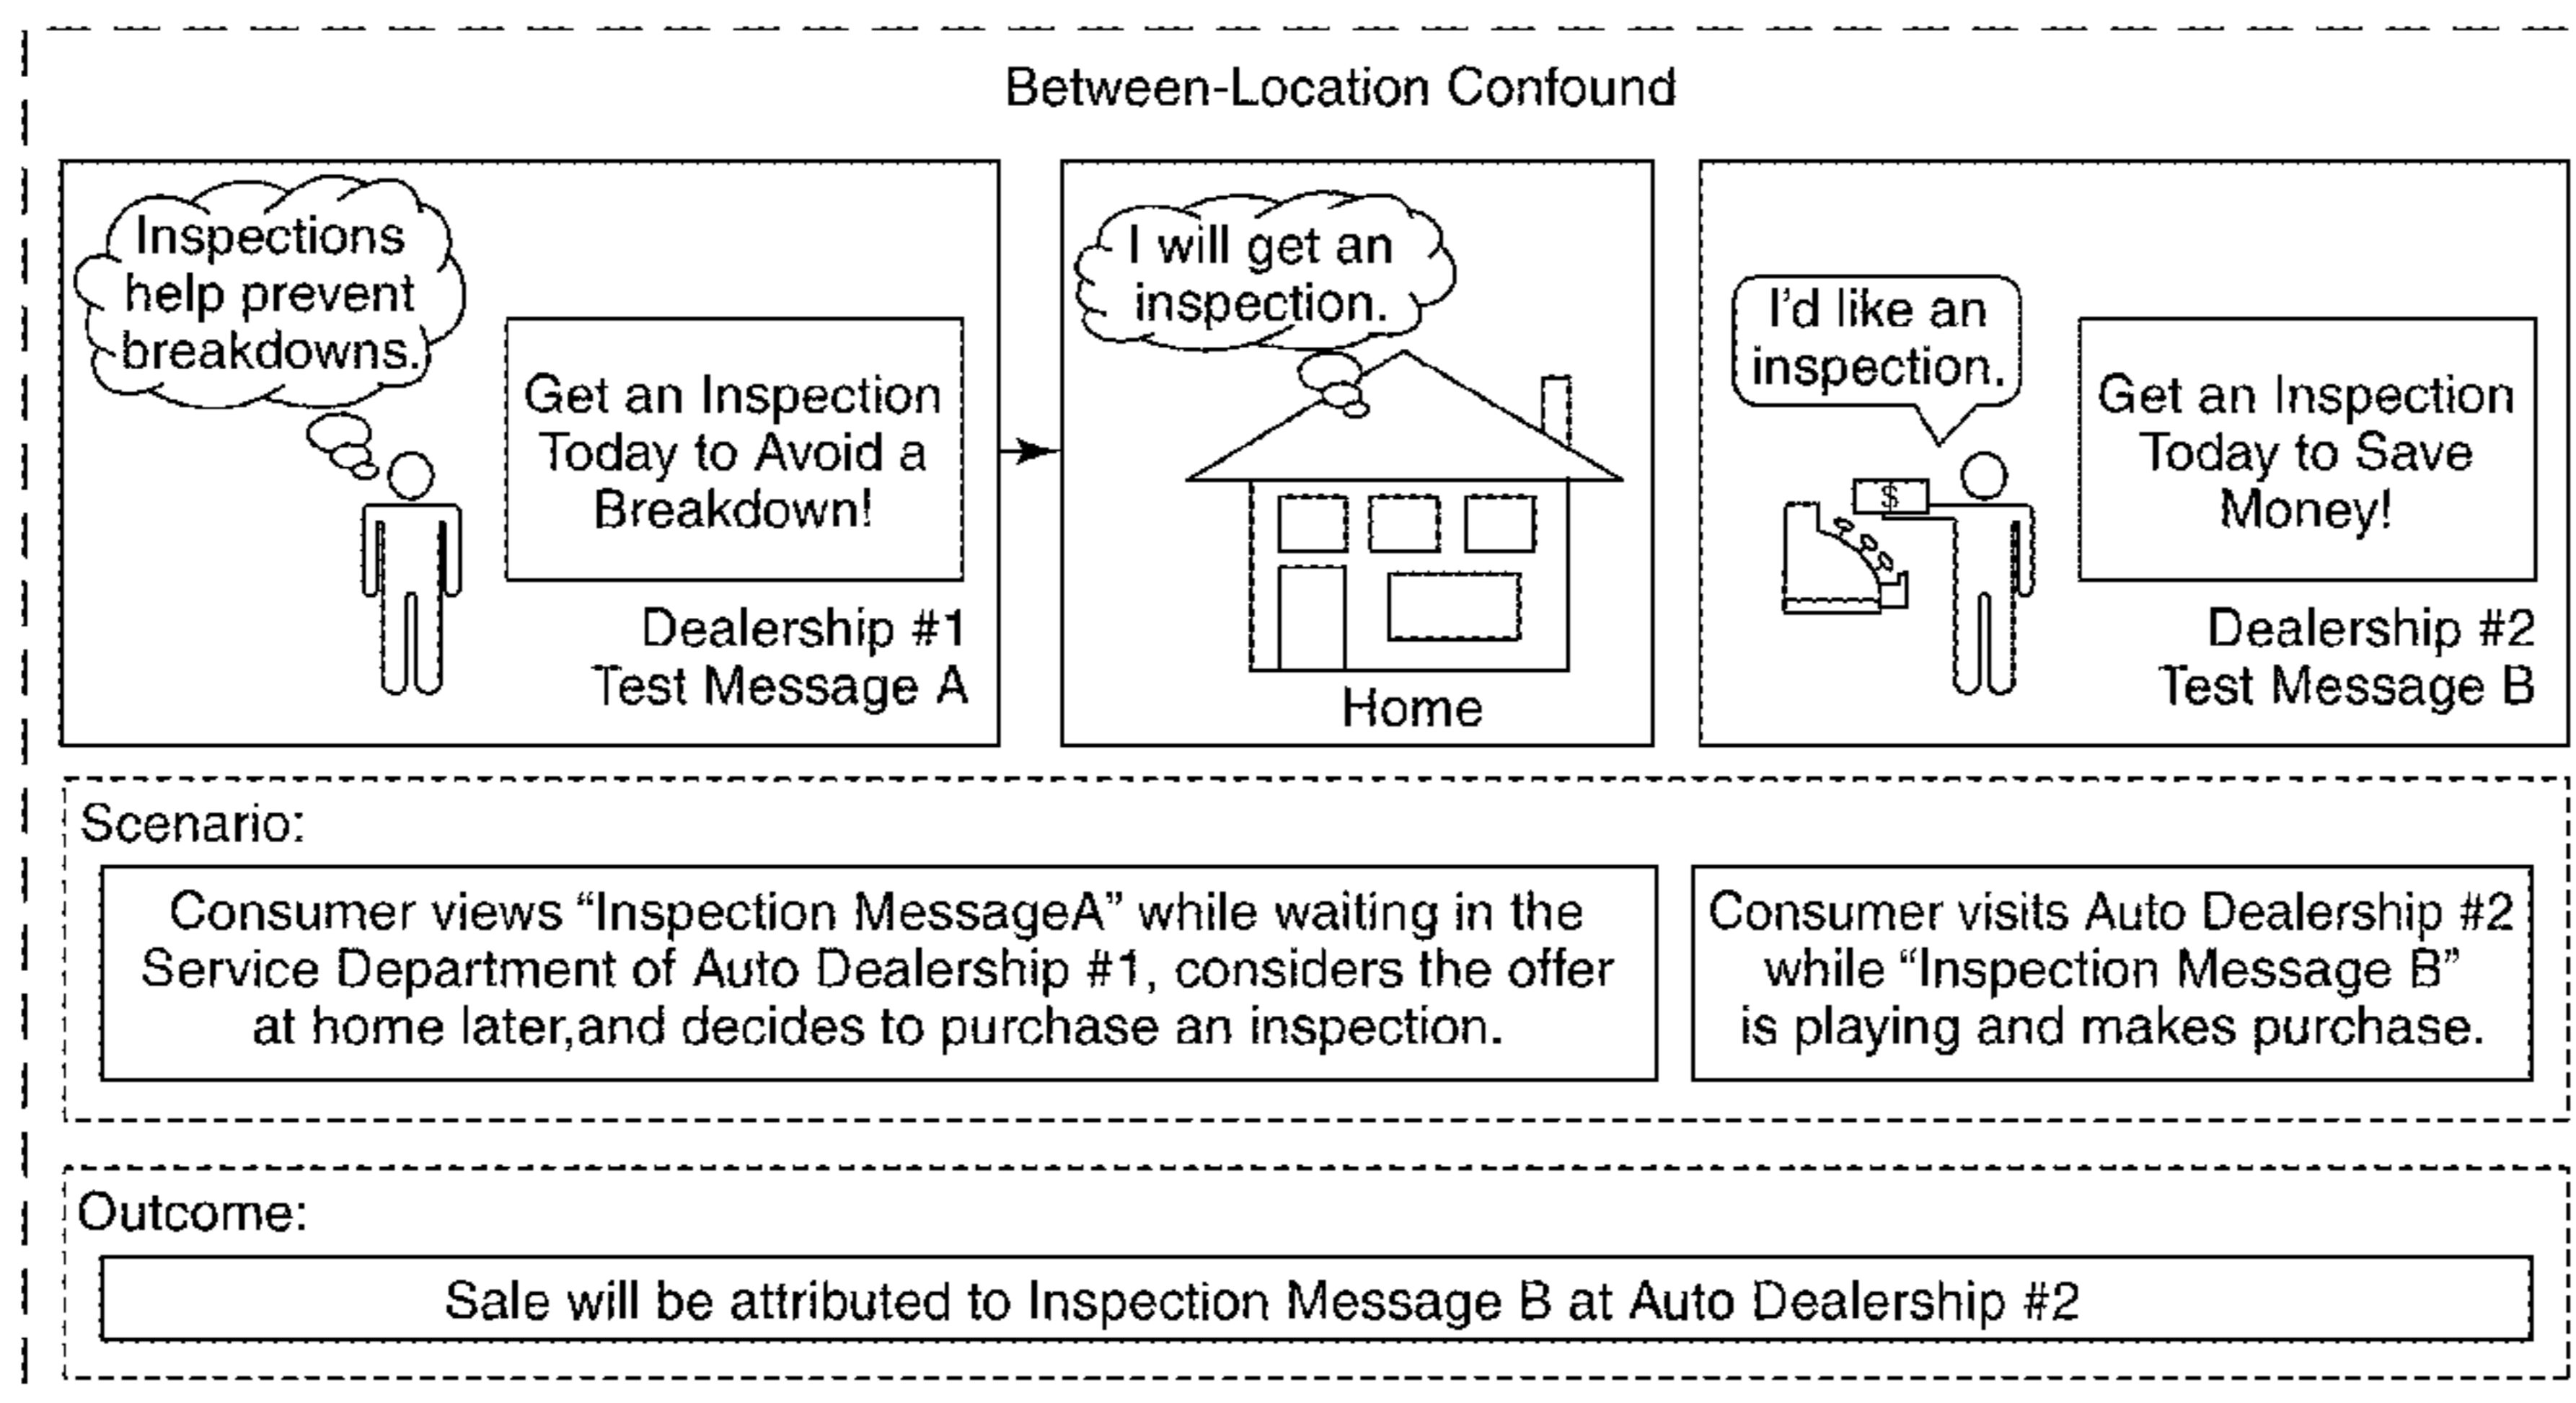 Between-Location Confound
Inspections
help prevent
breakdowns.
Get an Inspection
Today to Avoid a
Breakdown!
Dealership #1
Test Message A
I will get an
inspection.
Home
I'd like an
inspection.
$
Get an Inspection
Today to Save
Money!
Dealership #2
Test Message B
Scenario:
Consumer views “Inspection MessageA” while waiting in the
Service Department of Auto Dealership #1, considers the offer
at home later,and decides to purchase an inspection.
Consumer visits Auto Dealership #2
while “Inspection Message B”
is playing and makes purchase.
Outcome:
Sale will be attributed to Inspection Message B at Auto Dealership #2